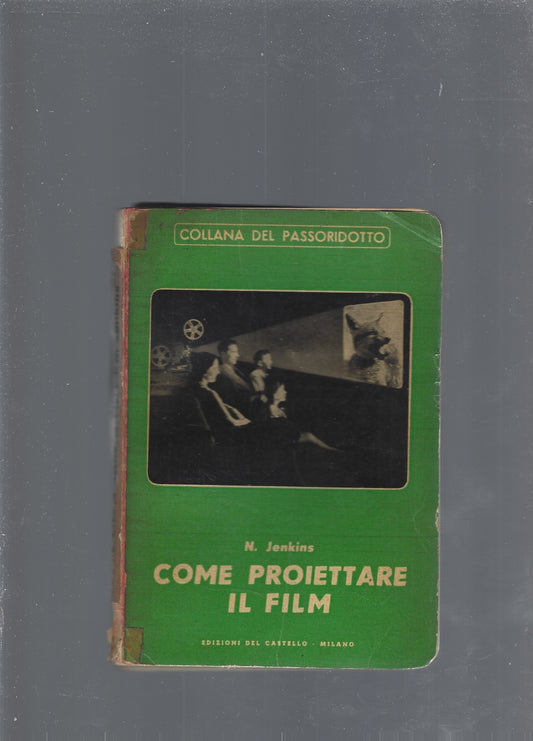 COLLANA DEL PASSORIDOTTO
N. Jenkins
COME PROIETTARE
IL FILM
EDIZIONI DEL CASTELLO - MILANO